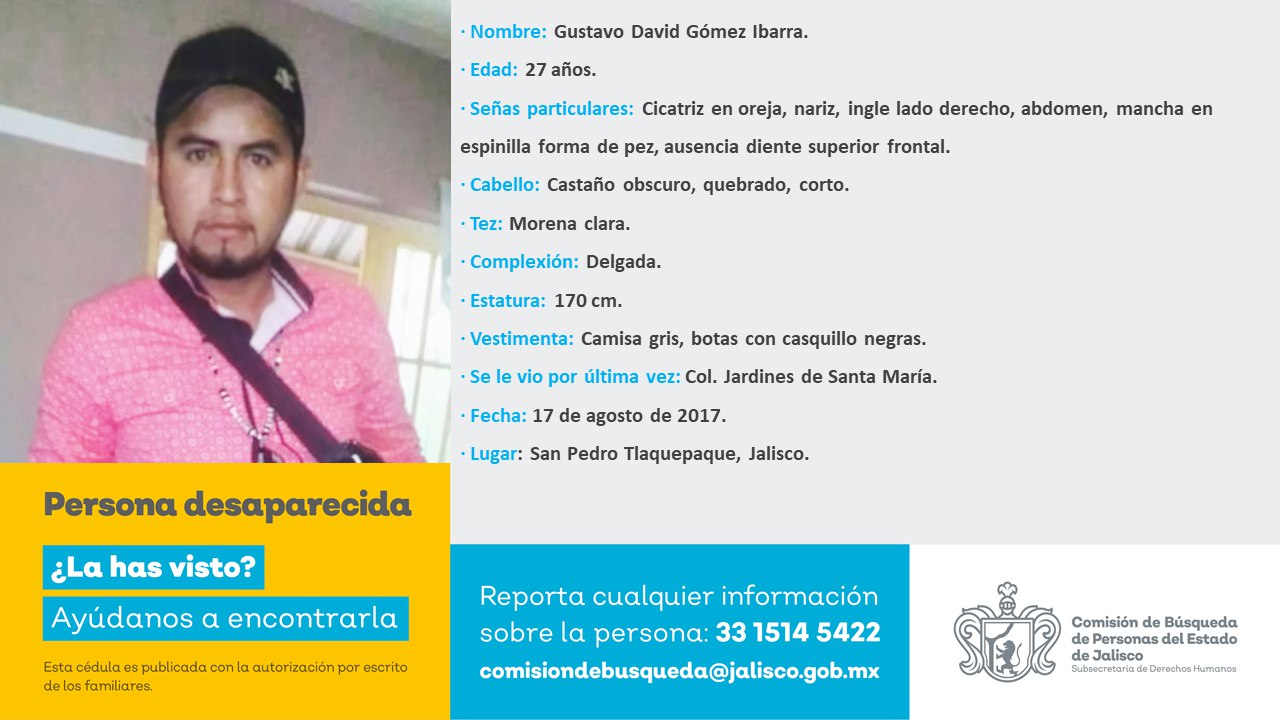 · Nombre: Gustavo David Gómez Ibarra.
· Edad: 27 años.
· Señas particulares: Cicatriz en oreja, nariz, ingle lado derecho, abdomen, mancha en
espinilla forma de pez, ausencia diente superior frontal.
· Cabello: Castaño obscuro, quebrado, corto.
· Tez: Morena clara.
· Complexión: Delgada.
· Estatura: 170 cm.
· Vestimenta: Camisa gris, botas con casquillo negras.
· Se le vio por última vez: Col. Jardines de Santa María.
· Fecha: 17 de agosto de 2017.
· Lugar: San Pedro Tlaquepaque, Jalisco.
Persona desaparecida
¿La has visto?
Ayúdanos a encontrarla
Esta cédula es publicada con la autorización por escrito
de los familiares.
Reporta cualquier información
sobre la persona: 33 1514 5422
comisiondebusqueda@jalisco.gob.mx
Comisión de Búsqueda
de Personas del Estado
de Jalisco
Subsecretaría de Derechos Humanos